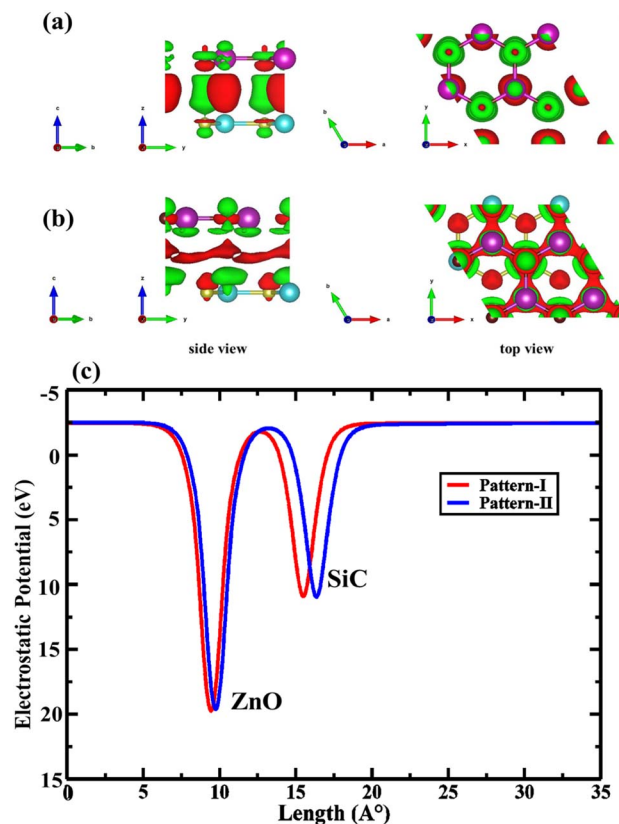 (a)
c
b
z
y
b
a
y
x
(b)
c
b
z
y
b
a
y
x
side view
top view
(c)
-5
0
5
10
15
20
15
Electrostatic Potential (eV)
Pattern-I
Pattern-II
SiC
ZnO
0
5
10
15
20
25
30
35
Length (A°)